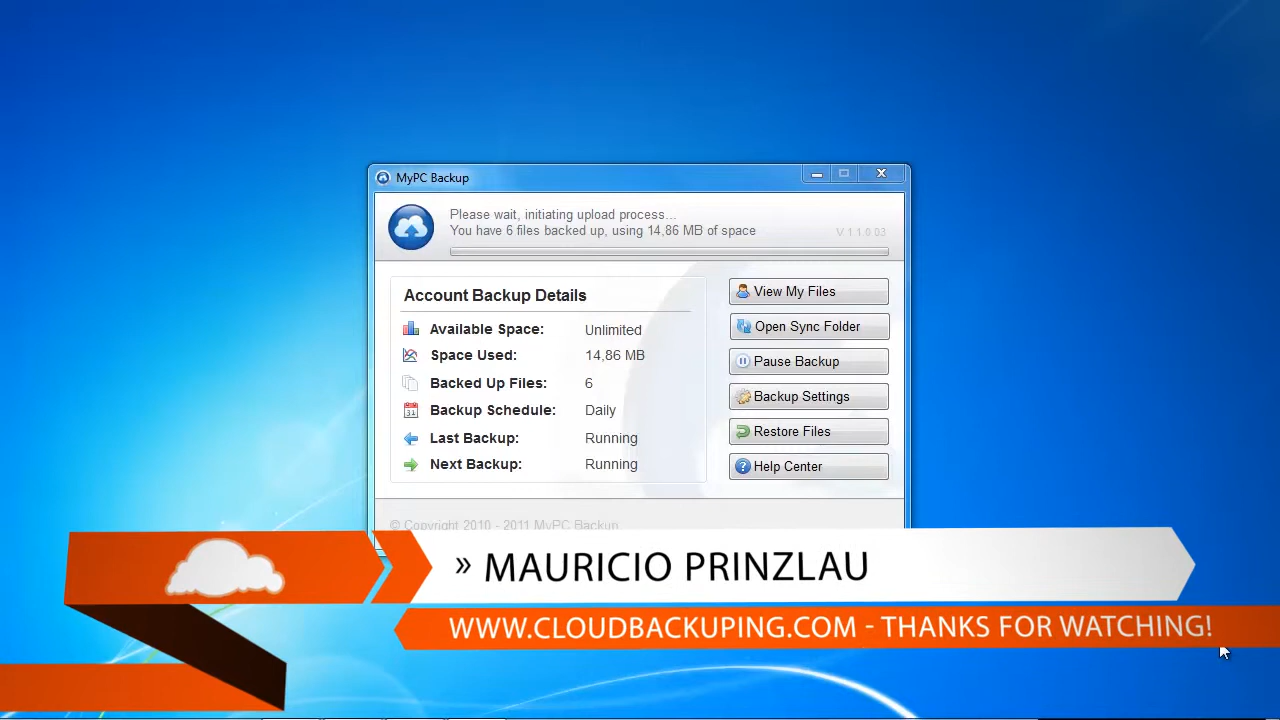 MyPC Backup
Please wait, initiating upload process...
You have 6 files backed up, using 14,86 MB of space
V 1.1.0.03
Account Backup Details
Available Space: Unlimited
Space Used: 14,86 MB
Backed Up Files: 6
Backup Schedule: Daily
Last Backup: Running
Next Backup: Running
View My Files
Open Sync Folder
Pause Backup
Backup Settings
Restore Files
Help Center
31
© Copyright 2010 - 2011 MyPC Backup
» MAURICIO PRINZLAU
WWW.CLOUDBACKUPING.COM - THANKS FOR WATCHING!